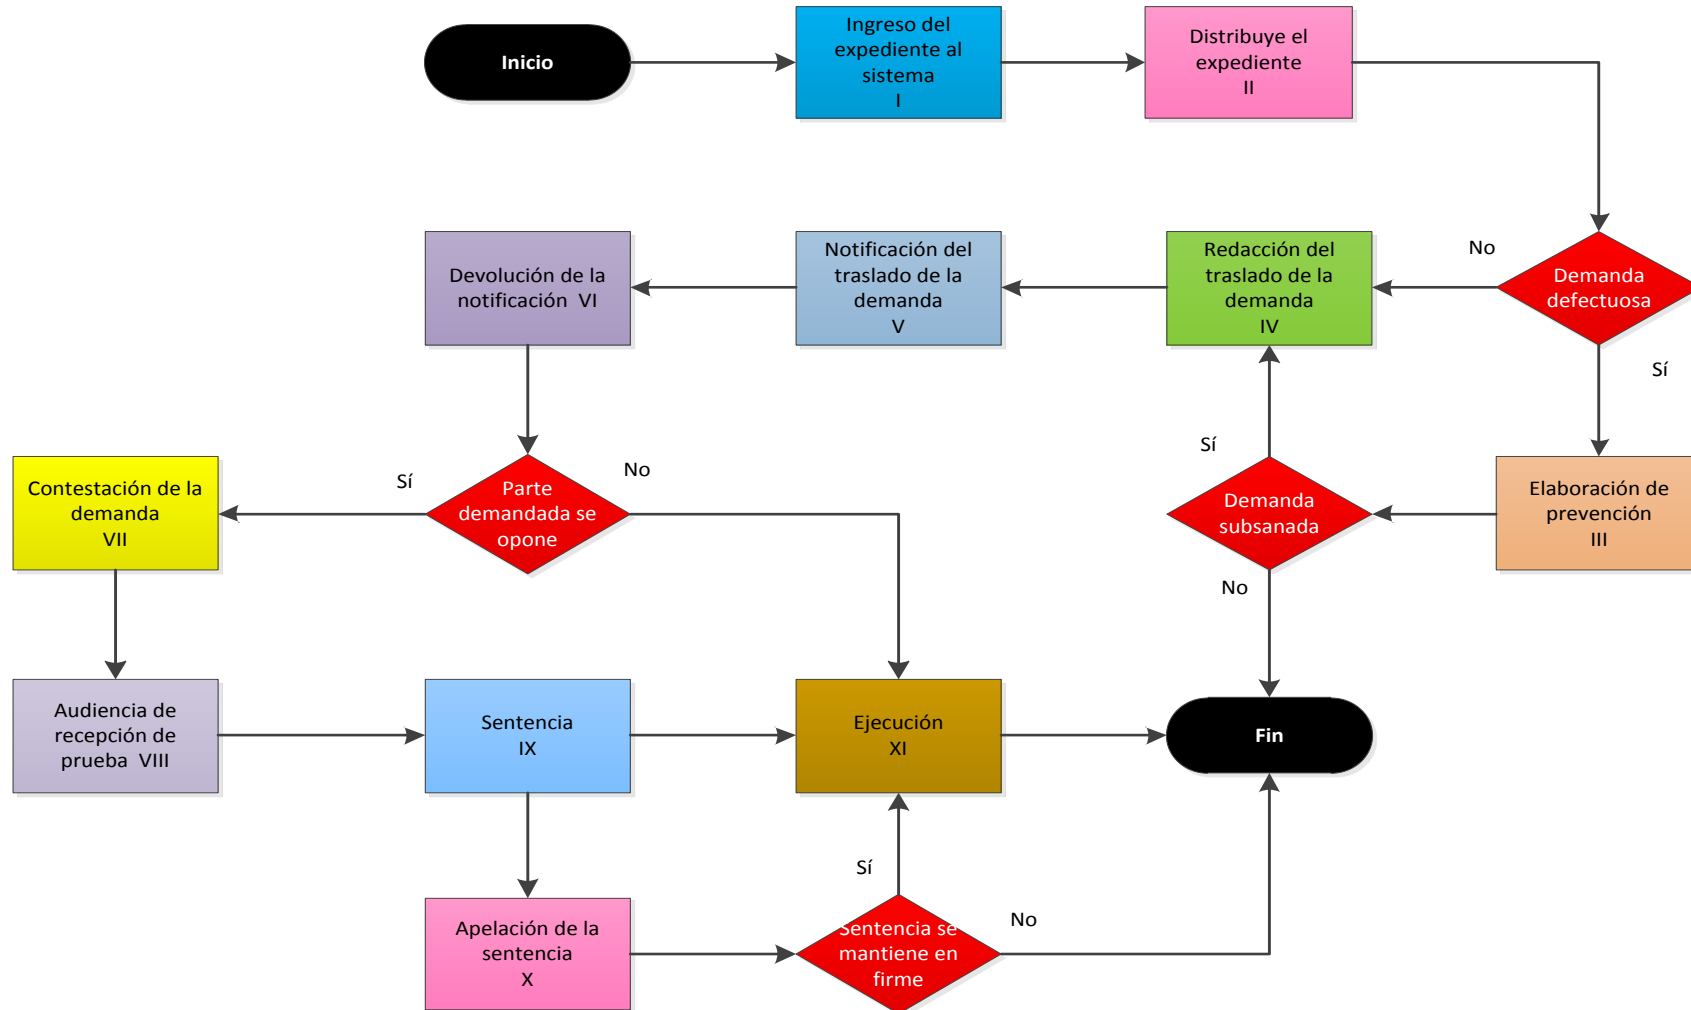 Inicio
Ingreso del
expediente al
sistema
I
Distribuye el
expediente
II
Devolución de la
notificación VI
Notificación del
traslado de la
demanda
V
Redacción del
traslado de la
demanda
IV
No
Demanda
defectuosa
Sí
Contestación de la
demanda
VII
Sí
Parte
demandada se
opone
No
Sí
Demanda
subsanada
No
Elaboración de
prevención
III
Audiencia de
recepción de
prueba VIII
Sentencia
IX
Ejecución
XI
Fin
Apelación de la
sentencia
X
Sí
Sentencia se
mantiene en
firme
No